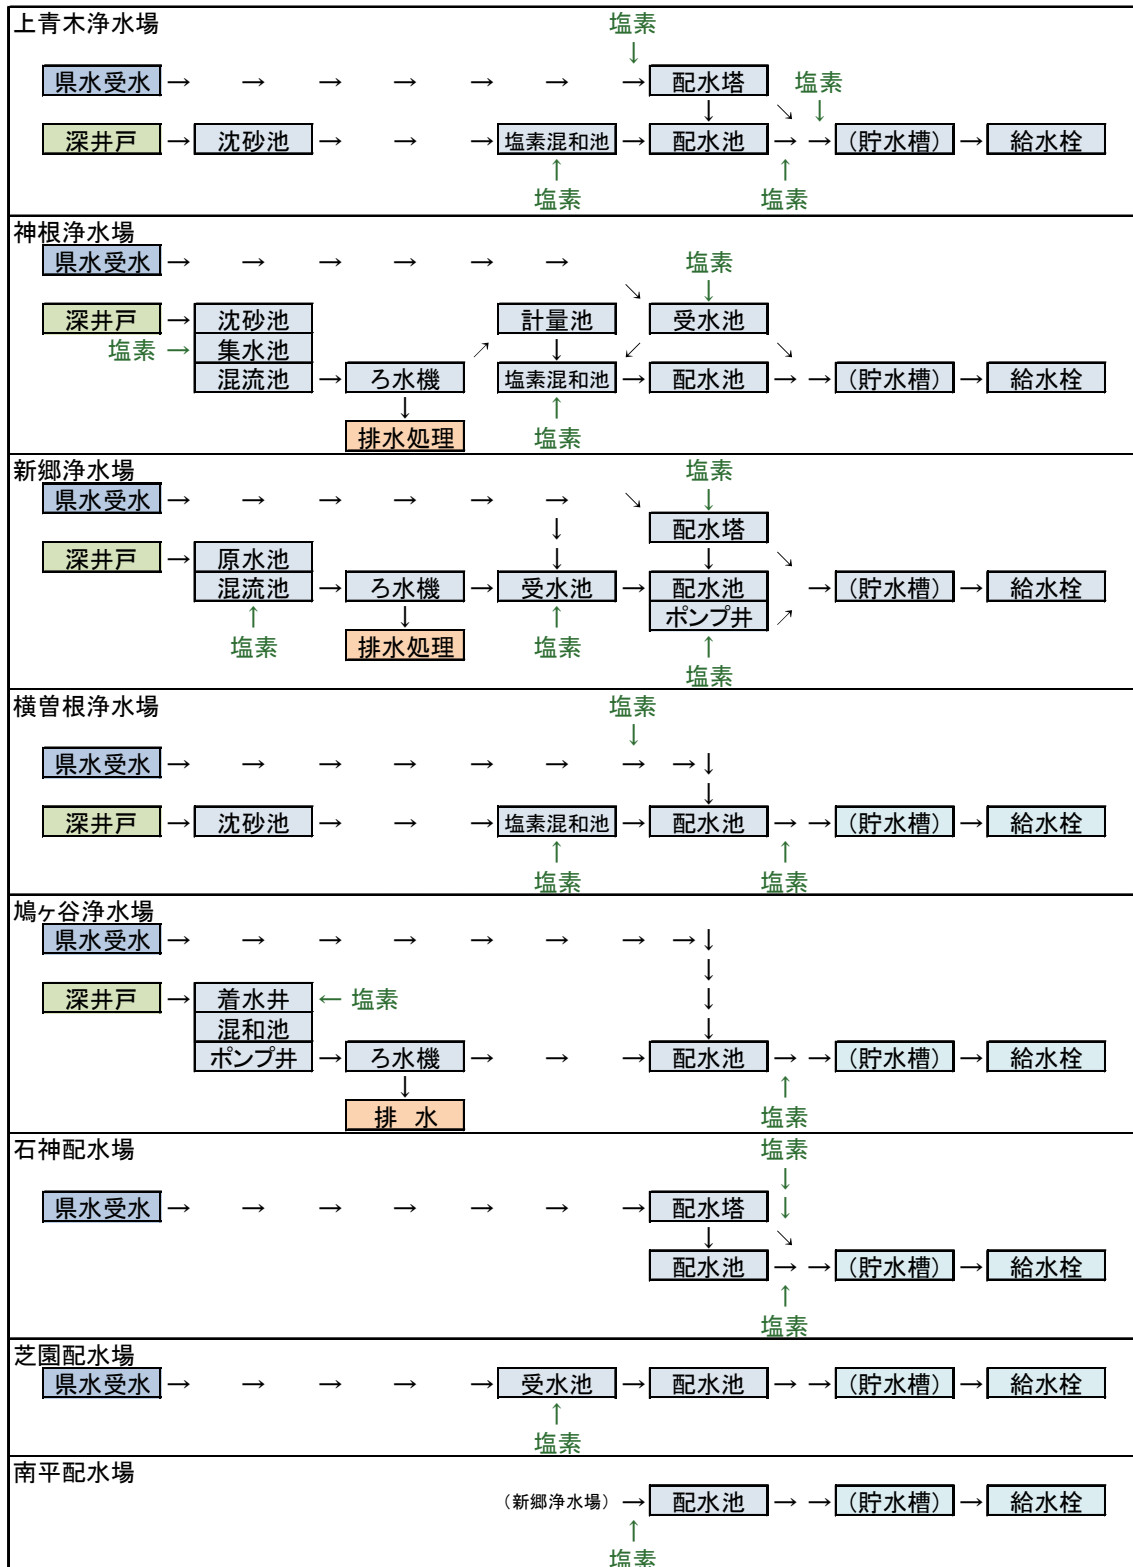 上青木浄水場 塩素
県水受水 → → → → → → → 配水塔 塩素
↓ ↘ ↓
深井戸 → 沈砂池 → → → 塩素混和池 → 配水池 → → (貯水槽) → 給水栓
↑ ↑
塩素 塩素
神根浄水場
県水受水 → → → → → → 塩素
↘ ↓
深井戸 → 沈砂池 計量池 受水池
塩素 → 集水池 ↗ ↓ ↙ ↘
混流池 → ろ水機 塩素混和池 → 配水池 → → (貯水槽) → 給水栓
↓ ↑
排水処理 塩素
新郷浄水場 塩素
県水受水 → → → → → → ↘ ↓
↓ 配水塔
深井戸 → 原水池 ↓ ↓ ↘
混流池 → ろ水機 → 受水池 → 配水池 → (貯水槽) → 給水栓
↑ ↓ ↑ ポンプ井 ↗
塩素 排水処理 塩素 ↑
塩素
横曽根浄水場 塩素
↓
県水受水 → → → → → → → → ↓
↓
深井戸 → 沈砂池 → → → 塩素混和池 → 配水池 → → (貯水槽) → 給水栓
↑ ↑
塩素 塩素
鳩ヶ谷浄水場
県水受水 → → → → → → → → ↓
↓
深井戸 → 着水井 ← 塩素 ↓
混和池 ↓
ポンプ井 → ろ水機 → → → 配水池 → → (貯水槽) → 給水栓
↓ ↑
排 水 塩素
石神配水場 塩素
↓
県水受水 → → → → → → → 配水塔 ↓
↓ ↘
配水池 → → (貯水槽) → 給水栓
↑
塩素
芝園配水場
県水受水 → → → → → 受水池 → 配水池 → → (貯水槽) → 給水栓
↑
塩素
南平配水場
(新郷浄水場) → 配水池 → → (貯水槽) → 給水栓
↑
塩素